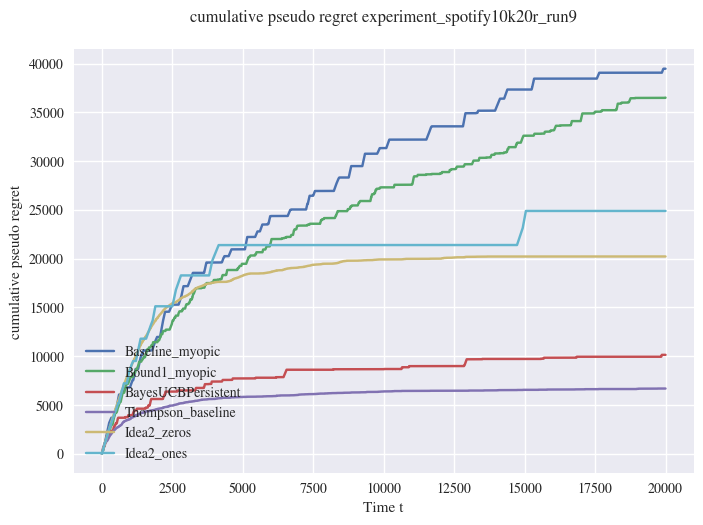 cumulative pseudo regret experiment_spotify10k20r_run9
cumulative pseudo regret
40000
35000
30000
25000
20000
15000
10000
5000
0
Baseline_myopic
Bound1_myopic
BayesUCBPersistent
Thompson_baseline
Idea2_zeros
Idea2_ones
0 2500 5000 7500 10000 12500 15000 17500 20000
Time t